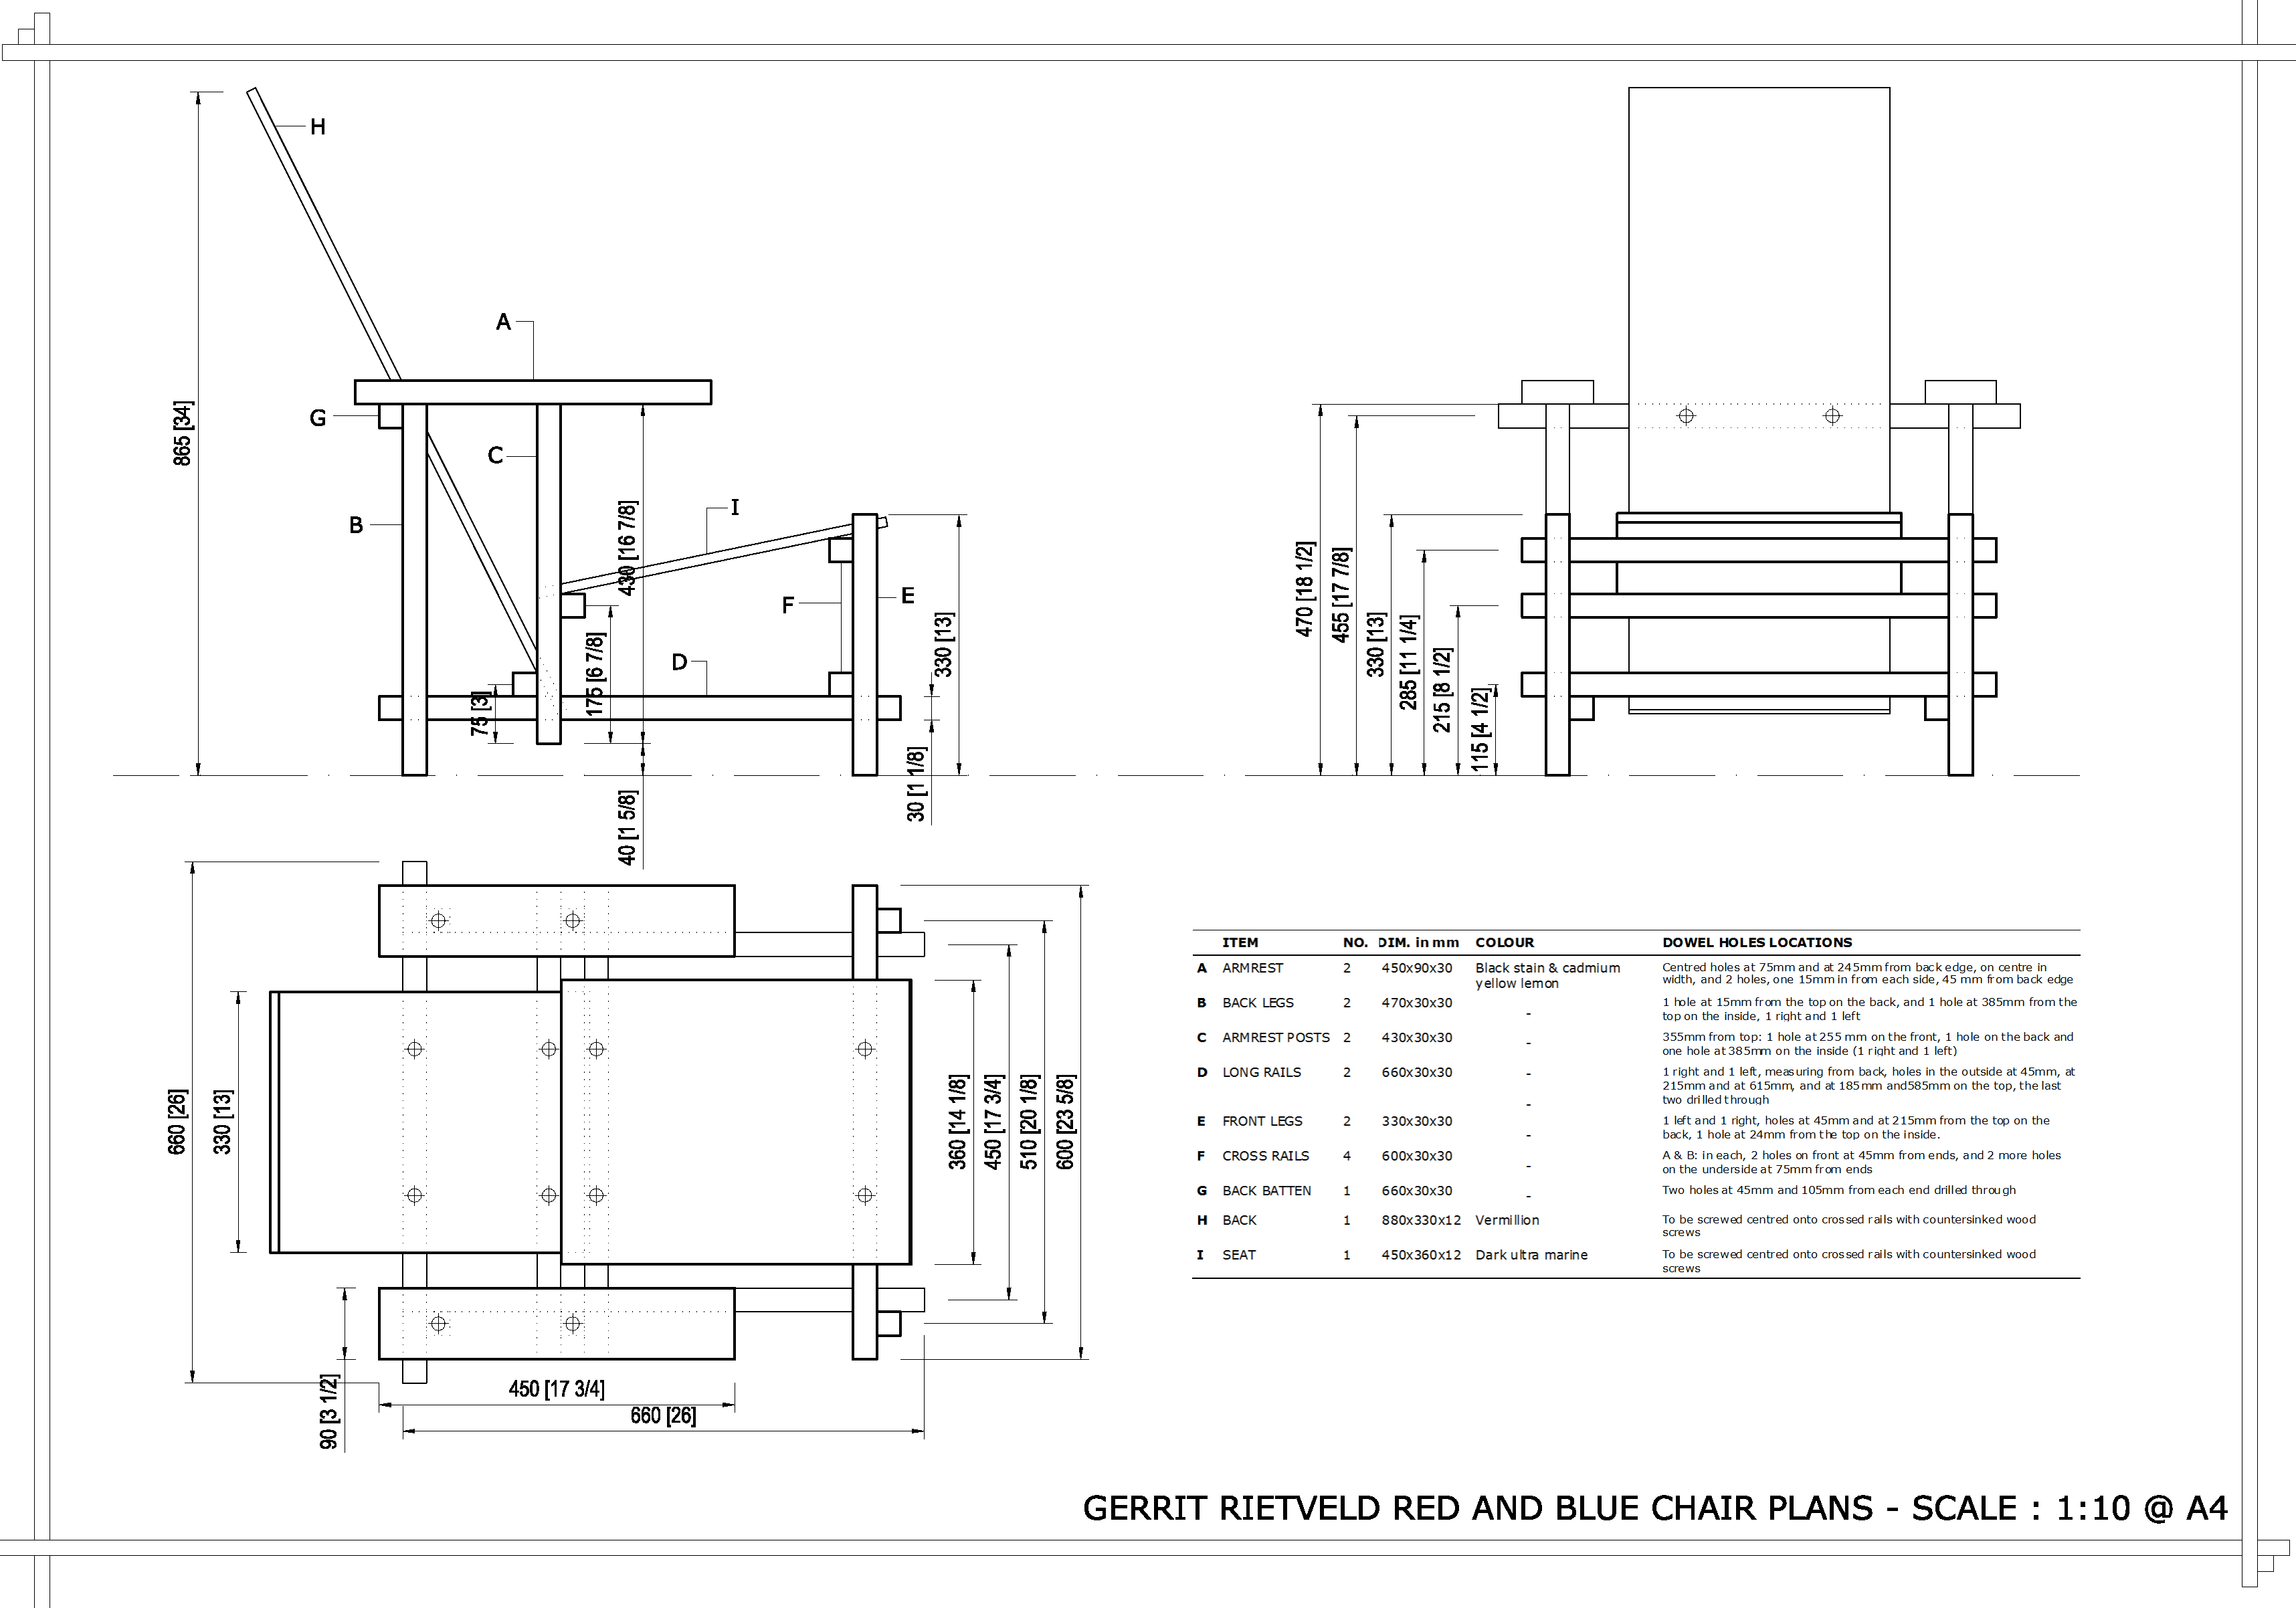 H
A
865 [34]
G
C
B
430 [16 7/8]
I
F
E
175 [6 7/8]
D
75 [3]
330 [13]
30 [1 1/8]
40 [1 5/8]
470 [18 1/2]
455 [17 7/8]
330 [13]
285 [11 1/4]
215 [8 1/2]
115 [4 1/2]
660 [26]
330 [13]
360 [14 1/8]
450 [17 3/4]
510 [20 1/8]
600 [23 5/8]
90 [3 1/2]
450 [17 3/4]
660 [26]
ITEM NO. DIM. in mm COLOUR DOWEL HOLES LOCATIONS
A ARMREST 2 450x90x30 Black stain & cadmium yellow lemon Centred holes at 75mm and at 245mm from back edge, on centre in
width, and 2 holes, one 15mm in from each side, 45 mm from back edge
B BACK LEGS 2 470x30x30 - 1 hole at 15mm from the top on the back, and 1 hole at 385mm from the
top on the inside, 1 right and 1 left
C ARMREST POSTS 2 430x30x30 - 355mm from top: 1 hole at 255 mm on the front, 1 hole on the back and
one hole at 385mm on the inside (1 right and 1 left)
D LONG RAILS 2 660x30x30 - 1 right and 1 left, measuring from back, holes in the outside at 45mm, at
- 215mm and at 615mm, and at 185mm and585mm on the top, the last
two drilled through
E FRONT LEGS 2 330x30x30 - 1 left and 1 right, holes at 45mm and at 215mm from the top on the
back, 1 hole at 24mm from the top on the inside.
F CROSS RAILS 4 600x30x30 - A & B: in each, 2 holes on front at 45mm from ends, and 2 more holes
on the underside at 75mm from ends
G BACK BATTEN 1 660x30x30 - Two holes at 45mm and 105mm from each end drilled through
H BACK 1 880x330x12 Vermillion To be screwed centred onto crossed rails with countersinked wood
screws
I SEAT 1 450x360x12 Dark ultra marine To be screwed centred onto crossed rails with countersinked wood
screws
GERRIT RIETVELD RED AND BLUE CHAIR PLANS - SCALE : 1:10 @ A4